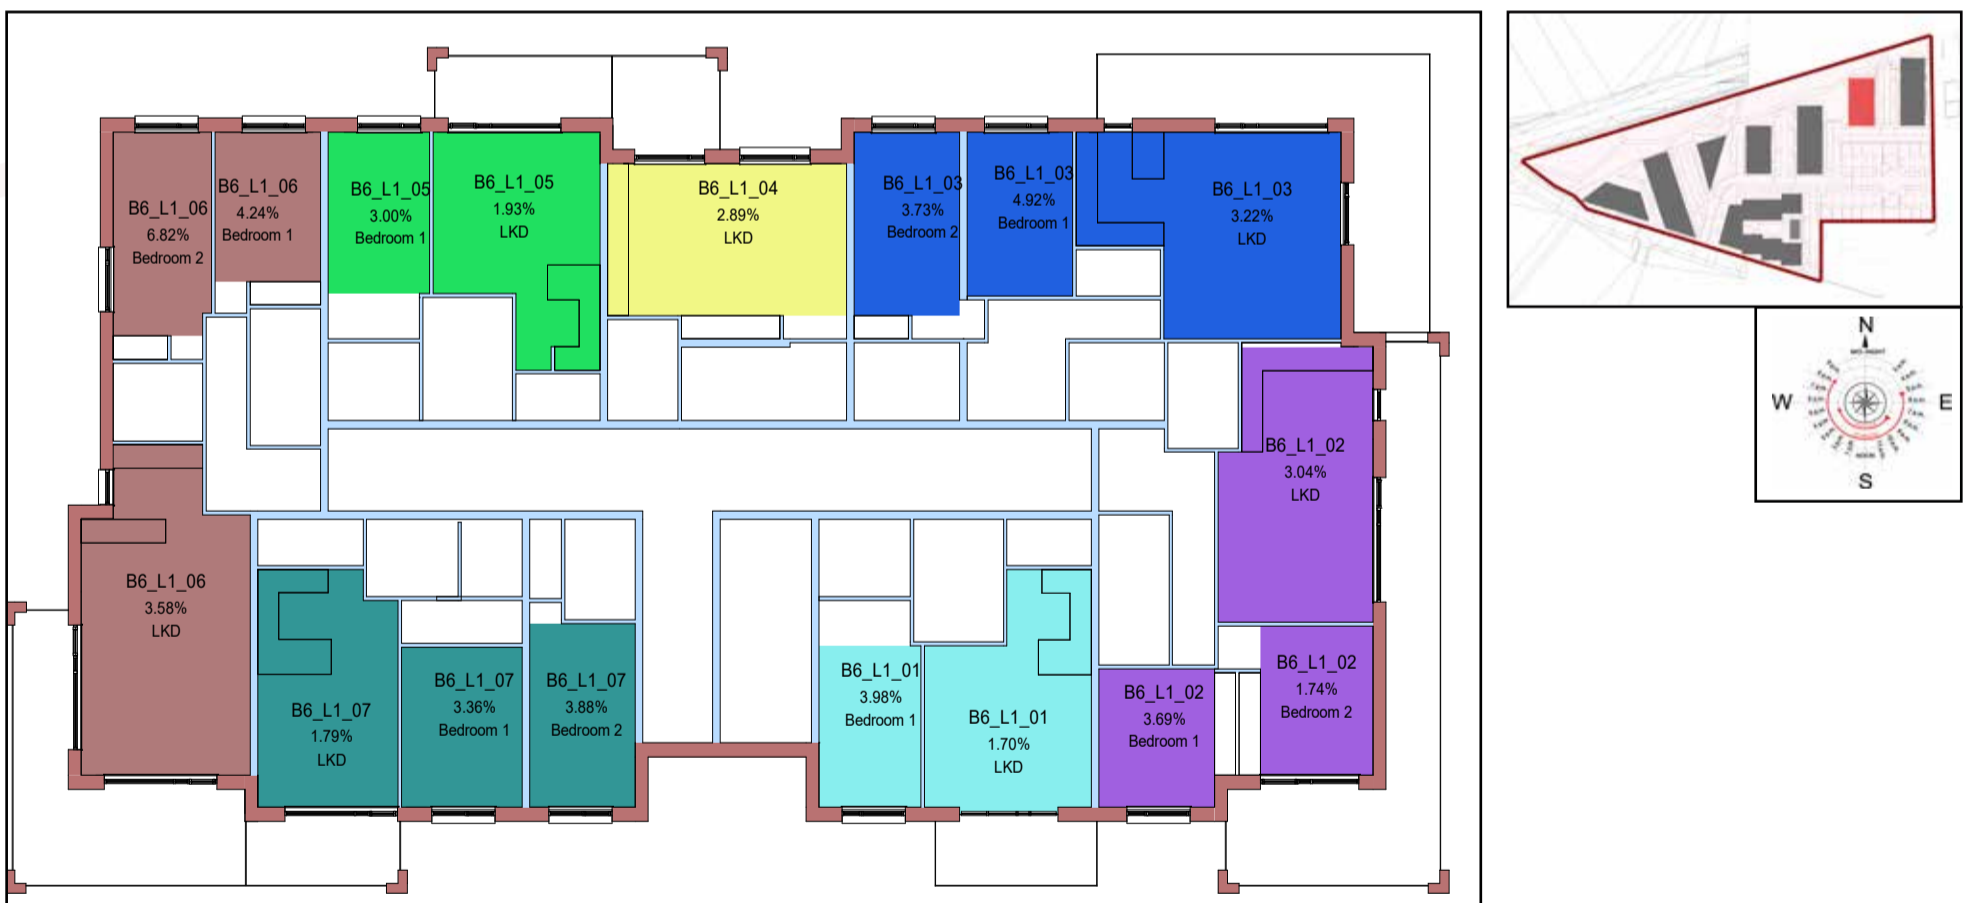 B6_L1_06
6.82%
Bedroom 2
B6_L1_06
4.24%
Bedroom 1
B6_L1_05
3.00%
Bedroom 1
B6_L1_05
1.93%
LKD
B6_L1_04
2.89%
LKD
B6_L1_03
3.73%
Bedroom 2
B6_L1_03
4.92%
Bedroom 1
B6_L1_03
3.22%
LKD
B6_L1_02
3.04%
LKD
B6_L1_06
3.58%
LKD
B6_L1_07
1.79%
LKD
B6_L1_07
3.36%
Bedroom 1
B6_L1_07
3.88%
Bedroom 2
B6_L1_01
3.98%
Bedroom 1
B6_L1_01
1.70%
LKD
B6_L1_02
3.69%
Bedroom 1
B6_L1_02
1.74%
Bedroom 2
N
W
E
S